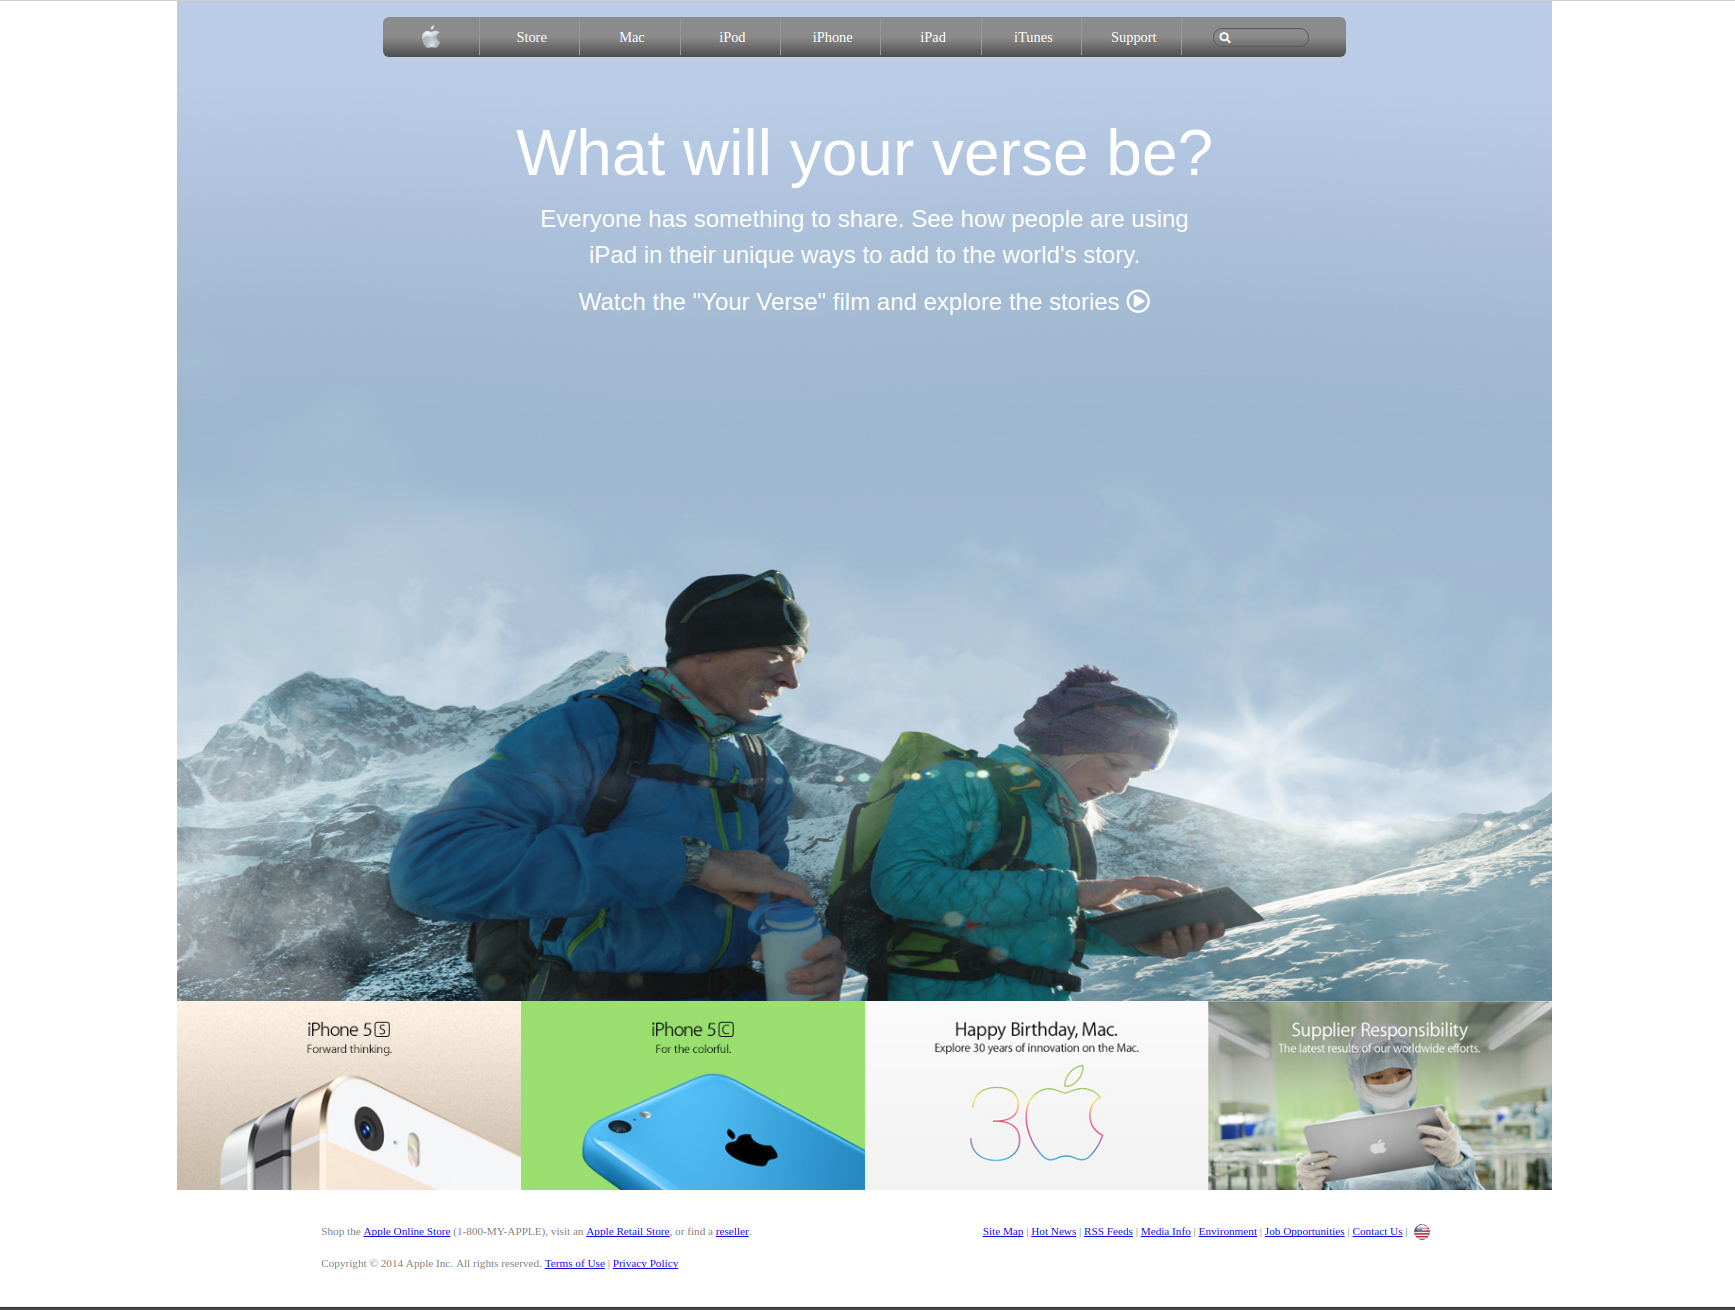 Store Mac iPod iPhone iPad iTunes Support
What will your verse be?
Everyone has something to share. See how people are using
iPad in their unique ways to add to the world's story.
Watch the "Your Verse" film and explore the stories
iPhone 5S
Forward thinking.
iPhone 5C
For the colorful.
Happy Birthday, Mac.
Explore 30 years of innovation on the Mac.
30
Supplier Responsibility
The latest results of our worldwide efforts.
Shop the Apple Online Store (1-800-MY-APPLE), visit an Apple Retail Store, or find a reseller.
Site Map | Hot News | RSS Feeds | Media Info | Environment | Job Opportunities | Contact Us |
Copyright © 2014 Apple Inc. All rights reserved. Terms of Use | Privacy Policy